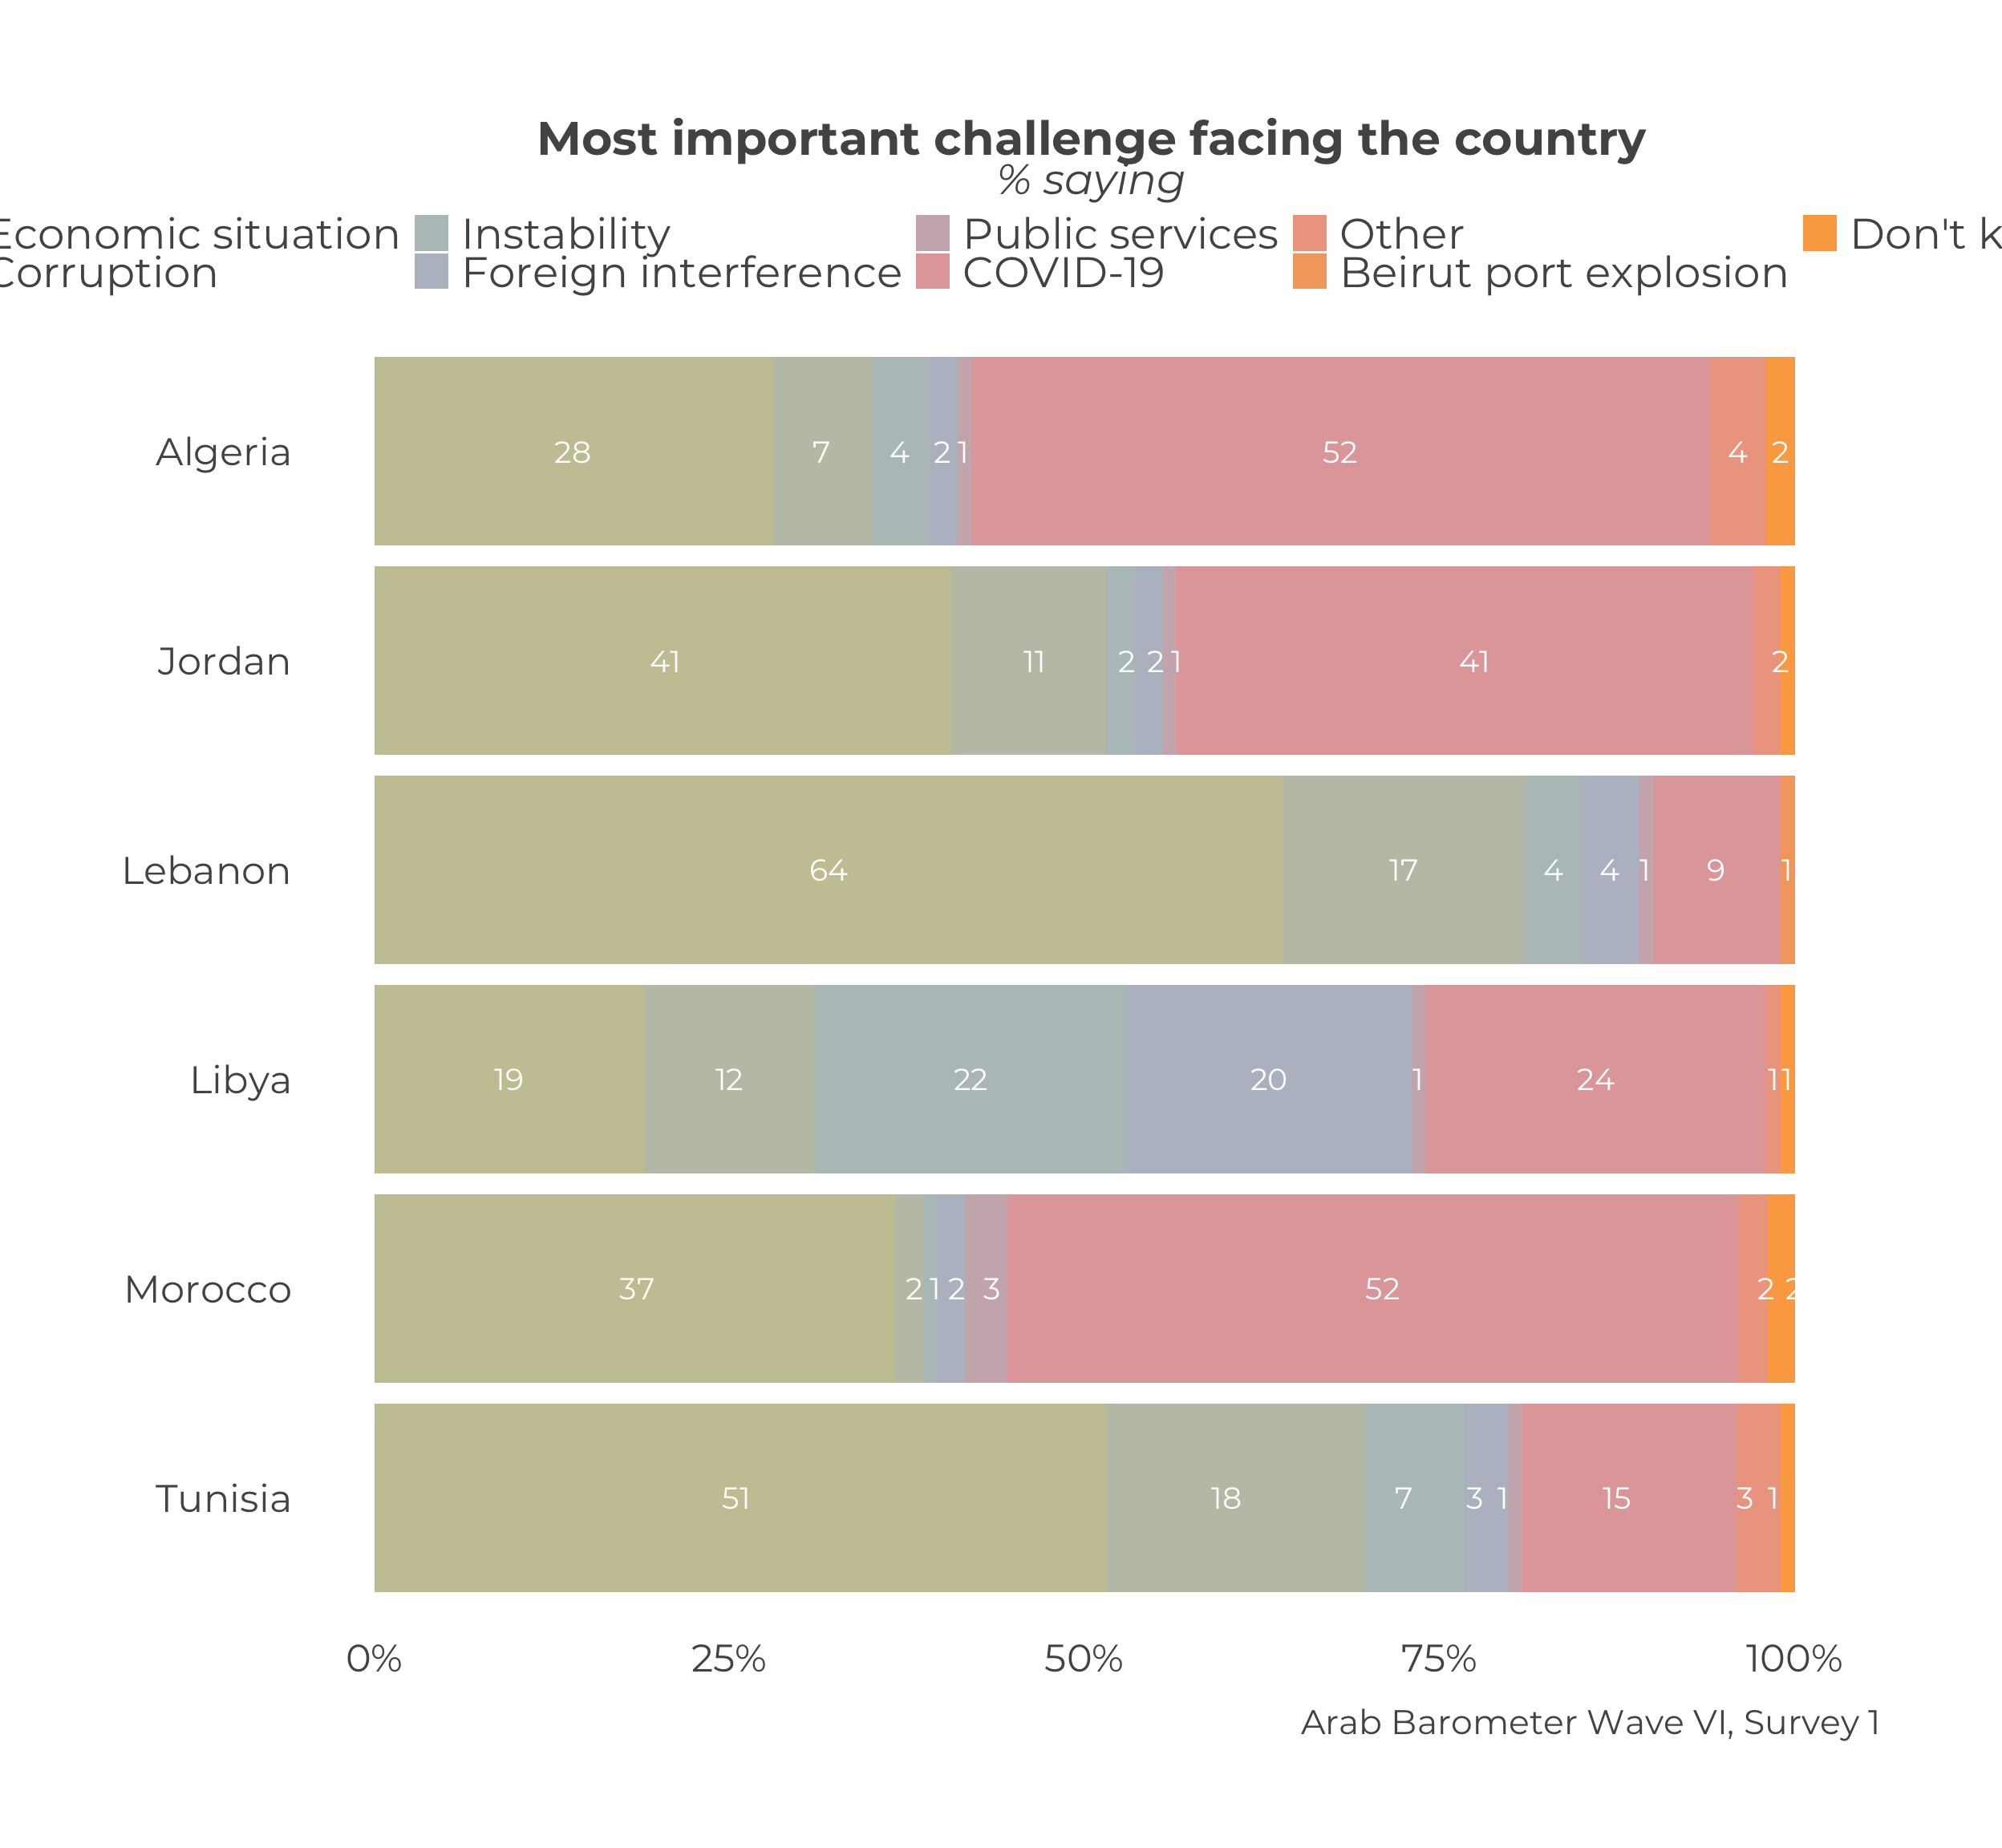 Most important challenge facing the country
% saying
Economic situation Instability Public services Other Don't k
Corruption Foreign interference COVID-19 Beirut port explosion
Algeria 28 7 4 2 1 52 4 2
Jordan 41 11 2 2 1 41 2
Lebanon 64 17 4 4 1 9 1
Libya 19 12 22 20 1 24 1 1
Morocco 37 2 1 2 3 52 2 2
Tunisia 51 18 7 3 1 15 3 1
0% 25% 50% 75% 100%
Arab Barometer Wave VI, Survey 1